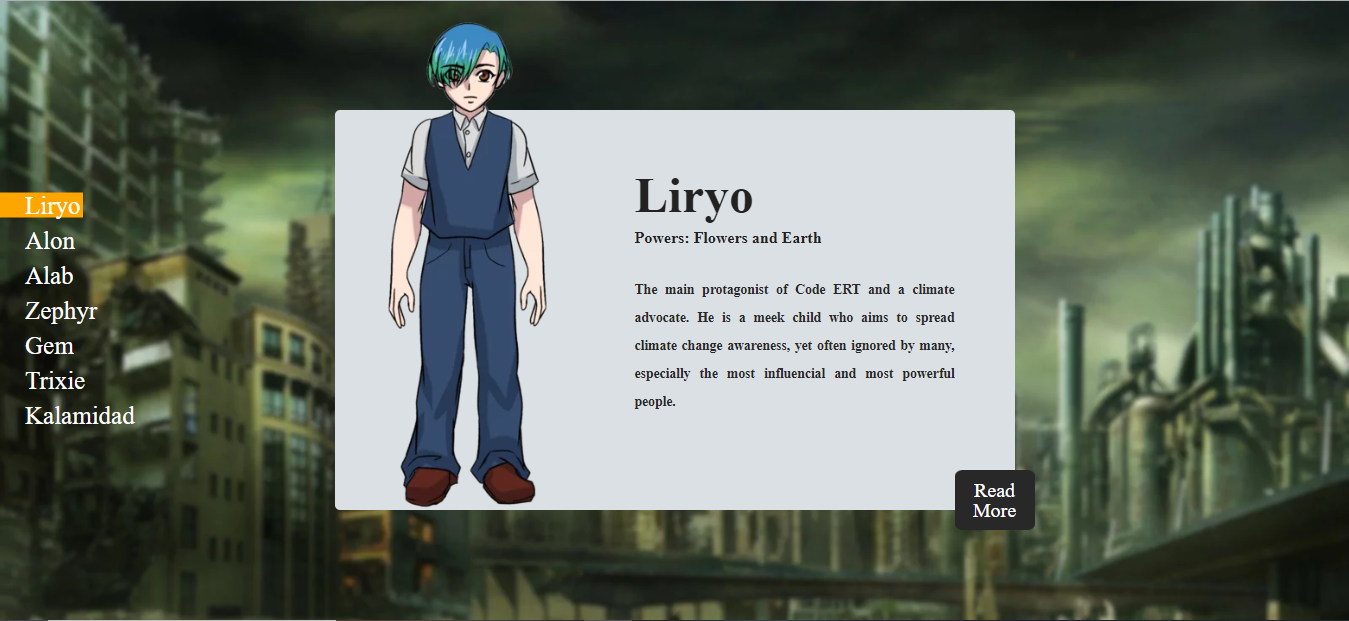 Liryo
Alon
Alab
Zephyr
Gem
Trixie
Kalamidad
Liryo
Powers: Flowers and Earth
The main protagonist of Code ERT and a climate
advocate. He is a meek child who aims to spread
climate change awareness, yet often ignored by many,
especially the most influencial and most powerful
people.
Read
More